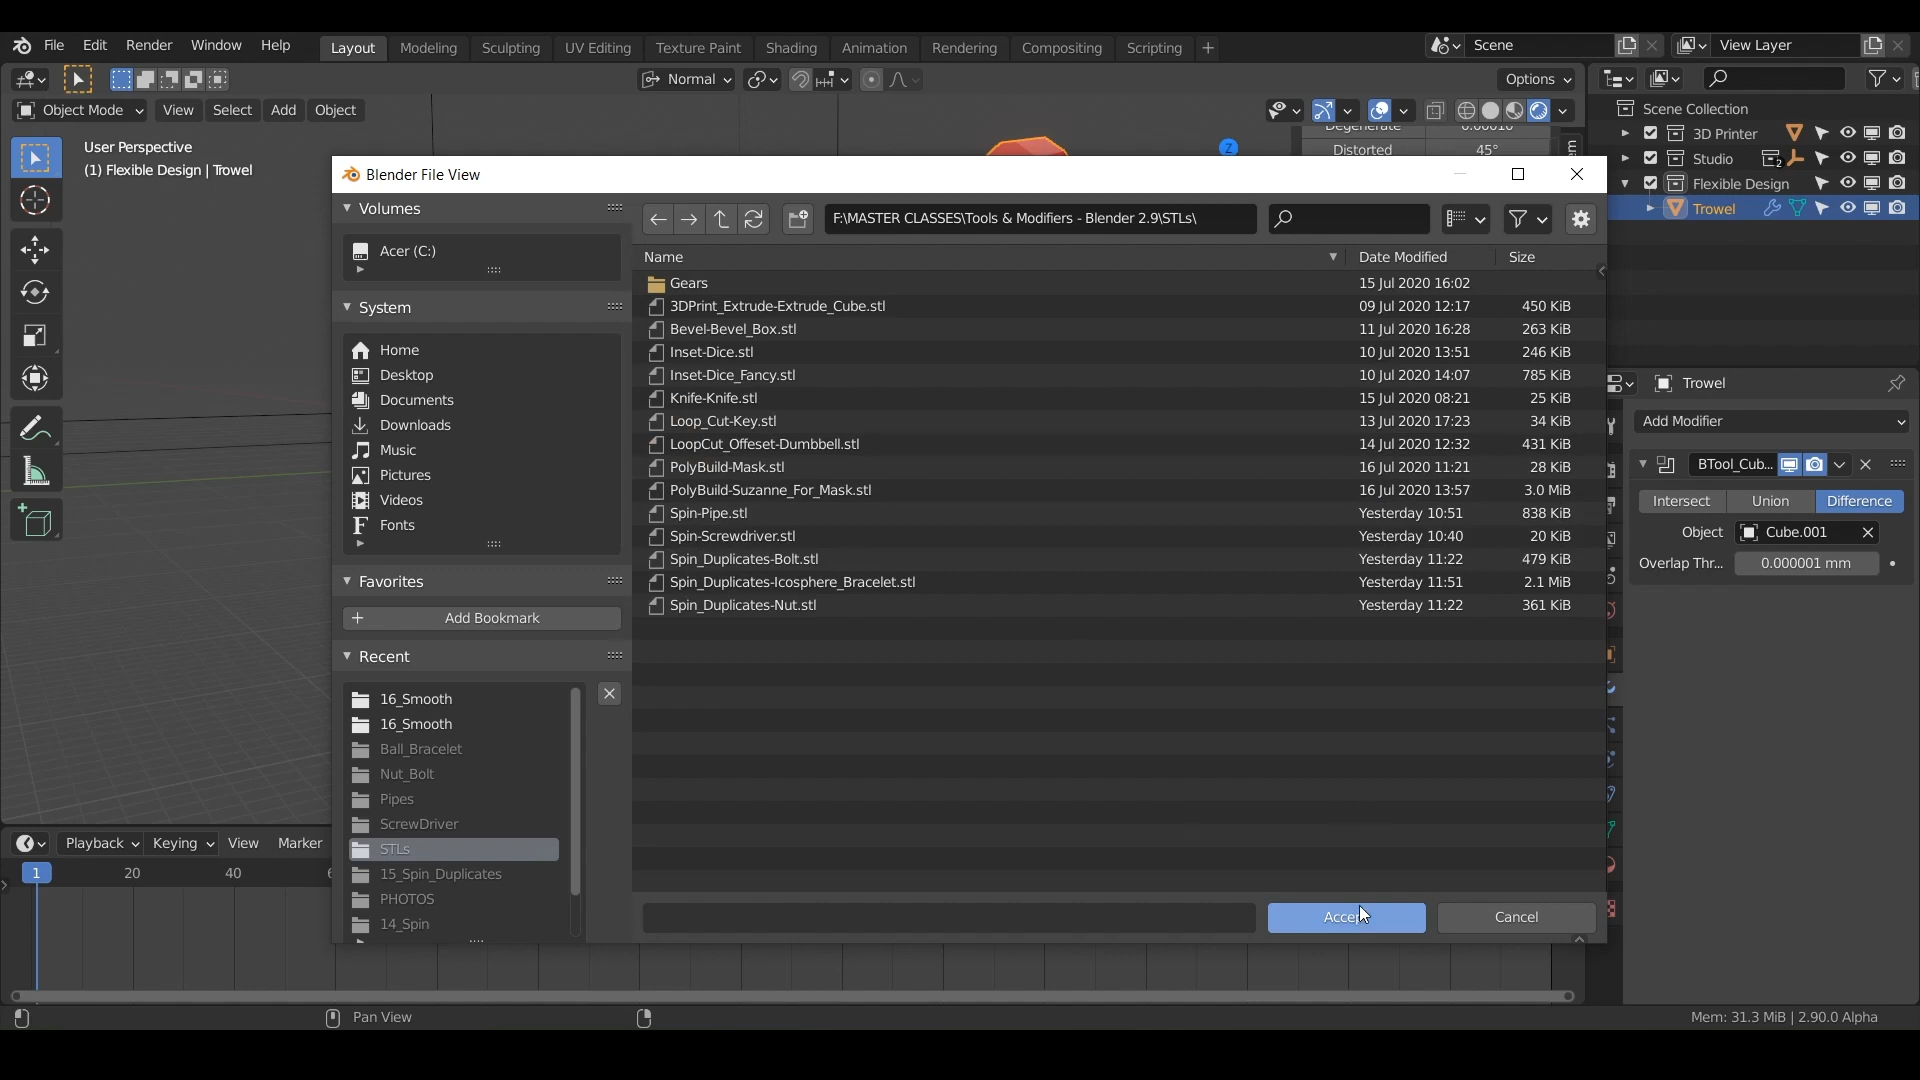 File Edit Render Window Help Layout Modeling Sculpting UV Editing Texture Paint Shading Animation Rendering Compositing Scripting + Scene View Layer
Normal Options
Object Mode View Select Add Object
User Perspective
(1) Flexible Design | Trowel
Z
Degenerate 0.00010
Distorted 45°
Scene Collection
3D Printer
Studio 2
Flexible Design
Trowel
Blender File View
Volumes
Acer (C:)
System
Home
Desktop
Documents
Downloads
Music
Pictures
Videos
Fonts
Favorites
Add Bookmark
Recent
16_Smooth
16_Smooth
Ball_Bracelet
Nut_Bolt
Pipes
ScrewDriver
STLs
15_Spin_Duplicates
PHOTOS
14_Spin
F:\MASTER CLASSES\Tools & Modifiers - Blender 2.9\STLs\
Name Date Modified Size
Gears 15 Jul 2020 16:02
3DPrint_Extrude-Extrude_Cube.stl 09 Jul 2020 12:17 450 KiB
Bevel-Bevel_Box.stl 11 Jul 2020 16:28 263 KiB
Inset-Dice.stl 10 Jul 2020 13:51 246 KiB
Inset-Dice_Fancy.stl 10 Jul 2020 14:07 785 KiB
Knife-Knife.stl 15 Jul 2020 08:21 25 KiB
Loop_Cut-Key.stl 13 Jul 2020 17:23 34 KiB
LoopCut_Offeset-Dumbbell.stl 14 Jul 2020 12:32 431 KiB
PolyBuild-Mask.stl 16 Jul 2020 11:21 28 KiB
PolyBuild-Suzanne_For_Mask.stl 16 Jul 2020 13:57 3.0 MiB
Spin-Pipe.stl Yesterday 10:51 838 KiB
Spin-Screwdriver.stl Yesterday 10:40 20 KiB
Spin_Duplicates-Bolt.stl Yesterday 11:22 479 KiB
Spin_Duplicates-Icosphere_Bracelet.stl Yesterday 11:51 2.1 MiB
Spin_Duplicates-Nut.stl Yesterday 11:22 361 KiB
Cancel
Trowel
Add Modifier
BTool_Cub...
Intersect Union Difference
Object Cube.001
Overlap Thr... 0.000001 mm
Playback Keying View Marker
1 20 40
Pan View
Mem: 31.3 MiB | 2.90.0 Alpha